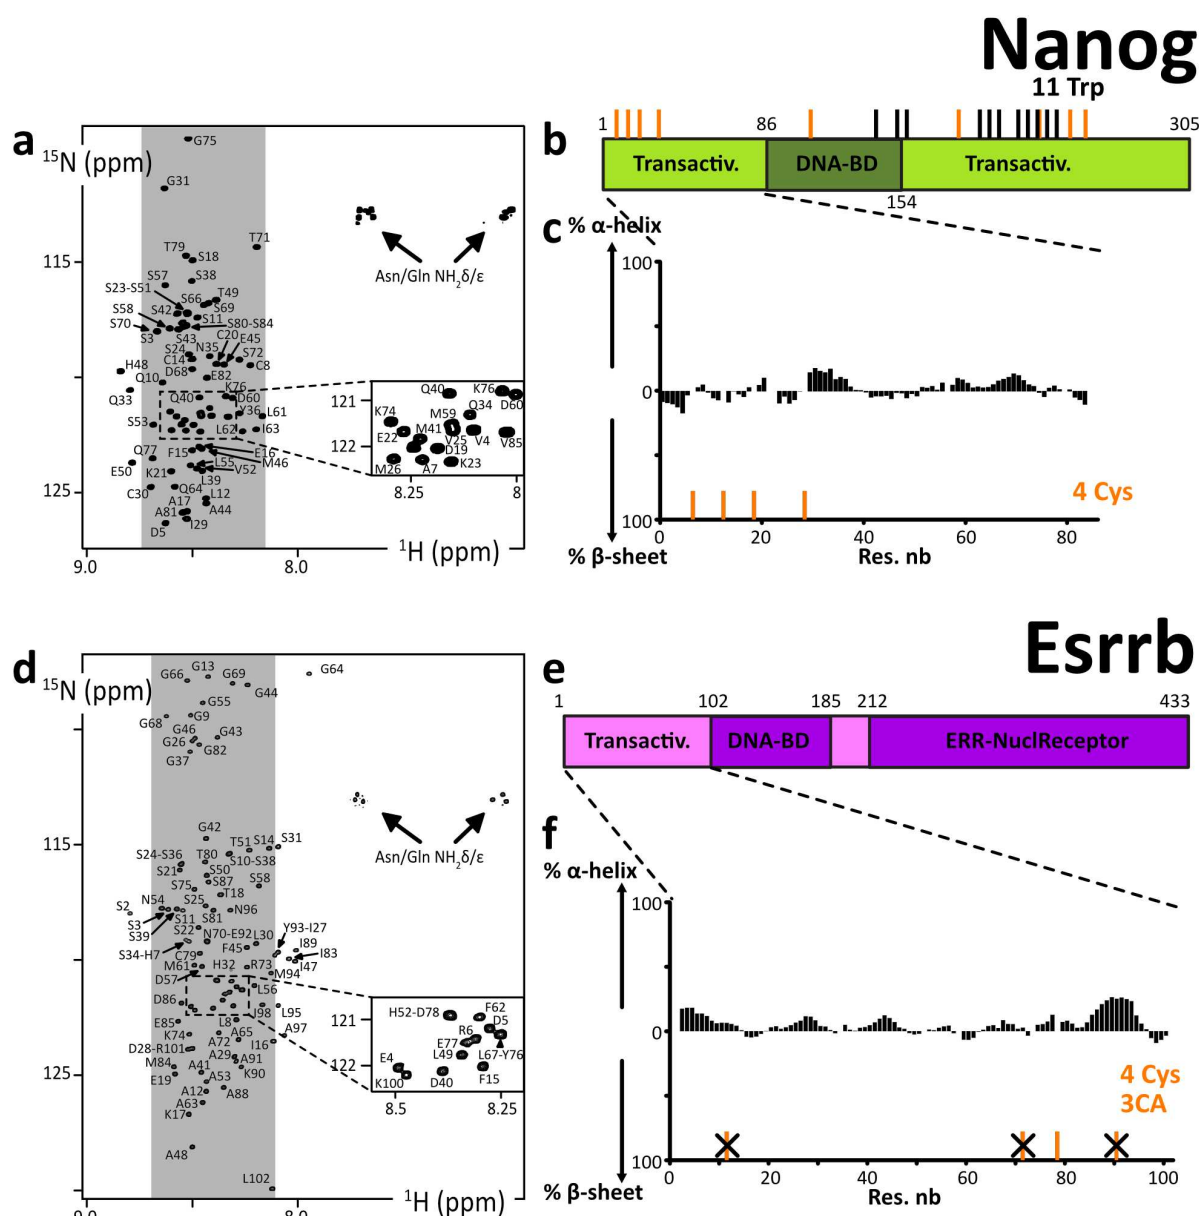 Nanog
11 Trp
a
15N (ppm)
G75
G31
T71
T79
S18
Asn/Gln NH2δ/ε
S57
S38
S23-S51
S66
T49
S58
S42
S69
S11
S70
S3
S43
S80-S84
C20
E45
S24
N35
S72
C14
C8
H48
D68
E82
Q10
K76
Q33
Q40
D60
Y36
L61
S53
L62
I63
Q77
F15
E16
M46
E50
K21
L55
V52
L39
C30
Q64
L12
A17
A44
A81
D5
I29
115
125
9.0
8.0
1H (ppm)
Q40
K76
121
M59
Q34
D60
K74
M41
E22
V25
V4
V85
122
D19
M26
A7
K23
8.25
8
b
1
86
305
Transactiv.
DNA-BD
Transactiv.
154
c
% α-helix
100
0
4 Cys
100
0
20
40
60
80
% β-sheet
Res. nb
Esrrb
d
15N (ppm)
G66
G13
G69
G64
G44
G55
G68
G9
G46
G43
G26
G82
G37
G42
T51
S14
S31
115
Asn/Gln NH2δ/ε
S24-S36
T80
S10-S38
S21
S50
S87
S58
S75
T18
S2
N54
S25
N96
S3
S11
S81
S39
S22
N70-E92
L30
Y93-I27
S34-H7
F45
I89
C79
I83
M61
H32
R73
I47
D57
M94
L56
D86
I98
L95
E85
L8
A97
K74
A72
A65
I16
D28-R101
A29
A91
M84
A41
K90
125
E19
A53
A12
A88
A63
K17
A48
L102
1H (ppm)
9.0
8.0
H52-D78
F62
121
D5
R6
E77
L49
L67-Y76
122
E4
K100
D40
F15
8.5
8.25
e
1
102
185
212
433
Transactiv.
DNA-BD
ERR-NuclReceptor
f
% α-helix
100
0
4 Cys
3CA
100
0
20
40
60
80
100
% β-sheet
Res. nb